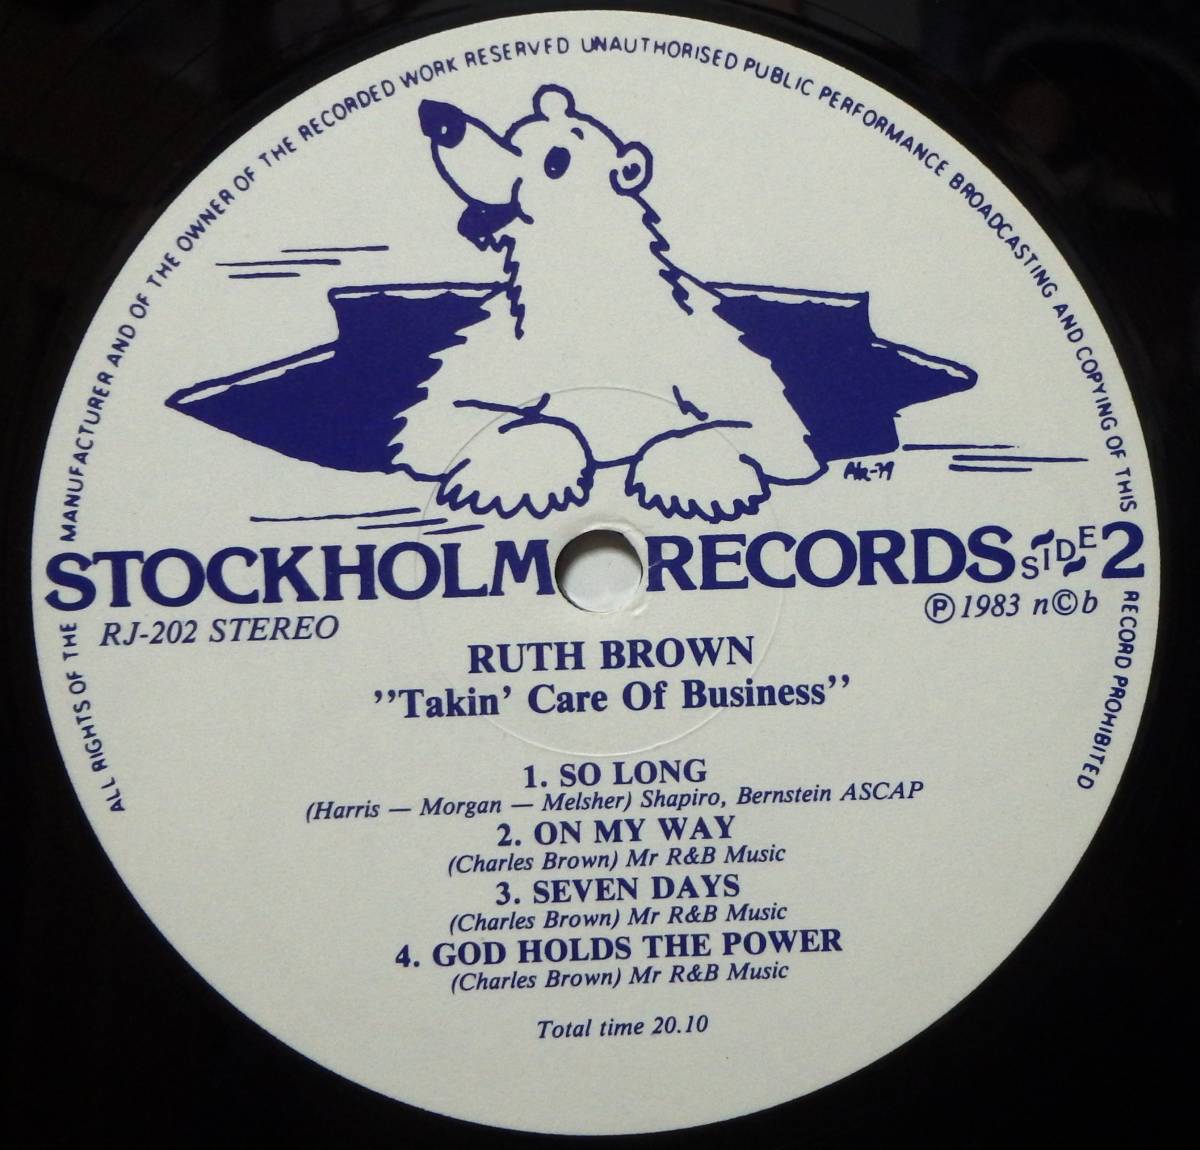 ALL RIGHTS OF THE MANUFACTURER AND OF THE OWNER OF THE RECORDED WORK RESERVED UNAUTHORISED PUBLIC PERFORMANCE BROADCASTING AND COPYING OF THIS RECORD PROHIBITED
STOCKHOLM RECORDS SIDE 2
RJ-202 STEREO
Ⓟ 1983 n©b
RUTH BROWN
’’Takin’ Care Of Business’’
1. SO LONG
(Harris — Morgan — Melsher) Shapiro, Bernstein ASCAP
2. ON MY WAY
(Charles Brown) Mr R&B Music
3. SEVEN DAYS
(Charles Brown) Mr R&B Music
4. GOD HOLDS THE POWER
(Charles Brown) Mr R&B Music
Total time 20.10